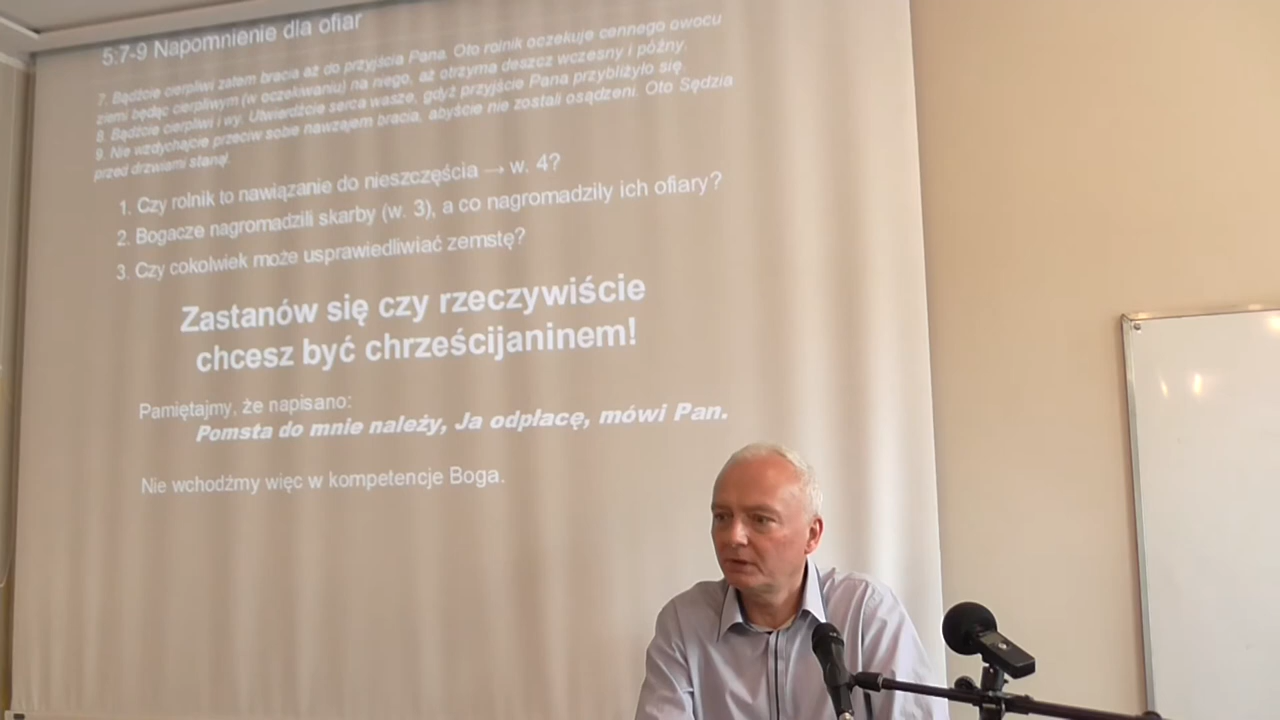 5:7-9 Napomnienie dla ofiar
7. Bądźcie cierpliwi zatem bracia aż do przyjścia Pana. Oto rolnik oczekuje cennego owocu
ziemi będąc cierpliwym (w oczekiwaniu) na niego, aż otrzyma deszcz wczesny i późny.
8. Bądźcie cierpliwi i wy. Utwierdźcie serca wasze, gdyż przyjście Pana przybliżyło się.
9. Nie wzdychajcie przeciw sobie nawzajem bracia, abyście nie zostali osądzeni. Oto Sędzia
przed drzwiami stanął.
1. Czy rolnik to nawiązanie do nieszczęścia → w. 4?
2. Bogacze nagromadzili skarby (w. 3), a co nagromadziły ich ofiary?
3. Czy cokolwiek może usprawiedliwiać zemstę?
Zastanów się czy rzeczywiście
chcesz być chrześcijaninem!
Pamiętajmy, że napisano:
Pomsta do mnie należy, Ja odpłacę, mówi Pan.
Nie wchodźmy więc w kompetencje Boga.